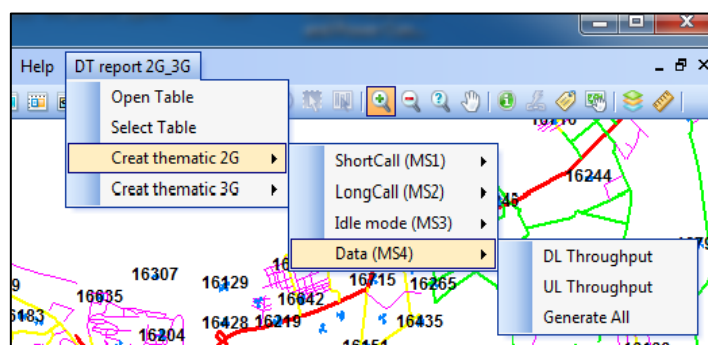 Help DT report 2G_3G
Open Table
Select Table
Creat thematic 2G
Creat thematic 3G
ShortCall (MS1)
LongCall (MS2)
Idle mode (MS3)
Data (MS4)
DL Throughput
UL Throughput
Generate All
16244
16307
16129
16715
16265
16635
16642
16428
16219
16435
16204